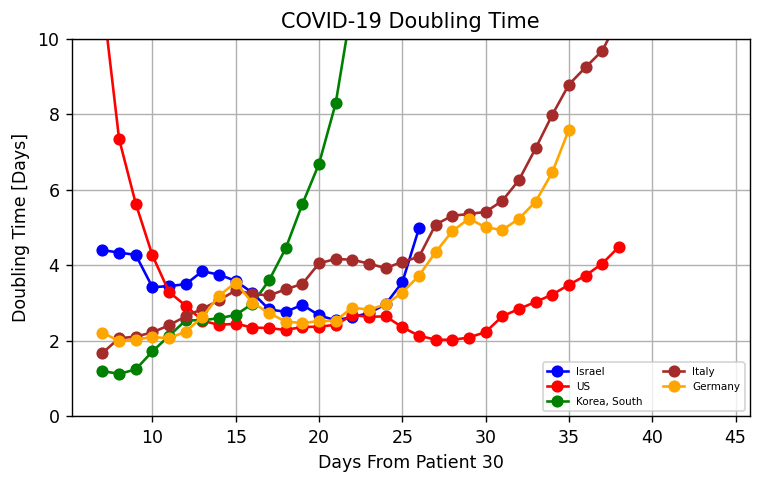 COVID-19 Doubling Time
Doubling Time [Days]
10
8
6
4
2
0
10 15 20 25 30 35 40 45
Days From Patient 30
Israel
US
Korea, South
Italy
Germany